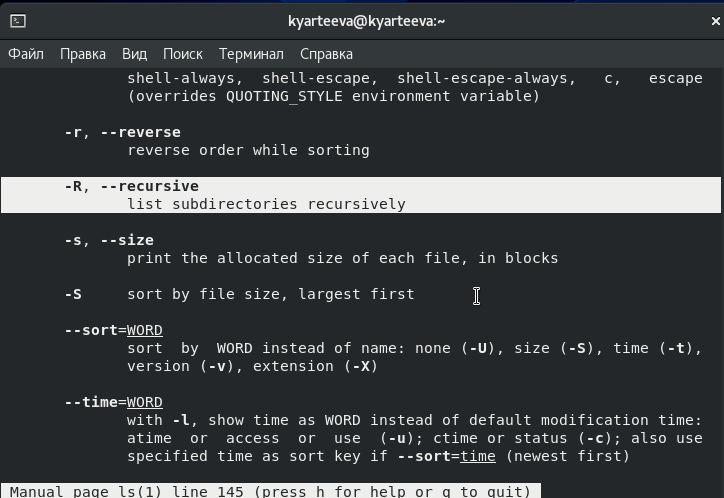 kyarteeva@kyarteeva:~
Файл Правка Вид Поиск Терминал Справка
shell-always, shell-escape, shell-escape-always, c, escape
(overrides QUOTING_STYLE environment variable)
-r, --reverse
reverse order while sorting
-R, --recursive
list subdirectories recursively
-s, --size
print the allocated size of each file, in blocks
-S sort by file size, largest first
--sort=WORD
sort by WORD instead of name: none (-U), size (-S), time (-t),
version (-v), extension (-X)
--time=WORD
with -l, show time as WORD instead of default modification time:
atime or access or use (-u); ctime or status (-c); also use
specified time as sort key if --sort=time (newest first)
Manual page ls(1) line 145 (press h for help or q to quit)